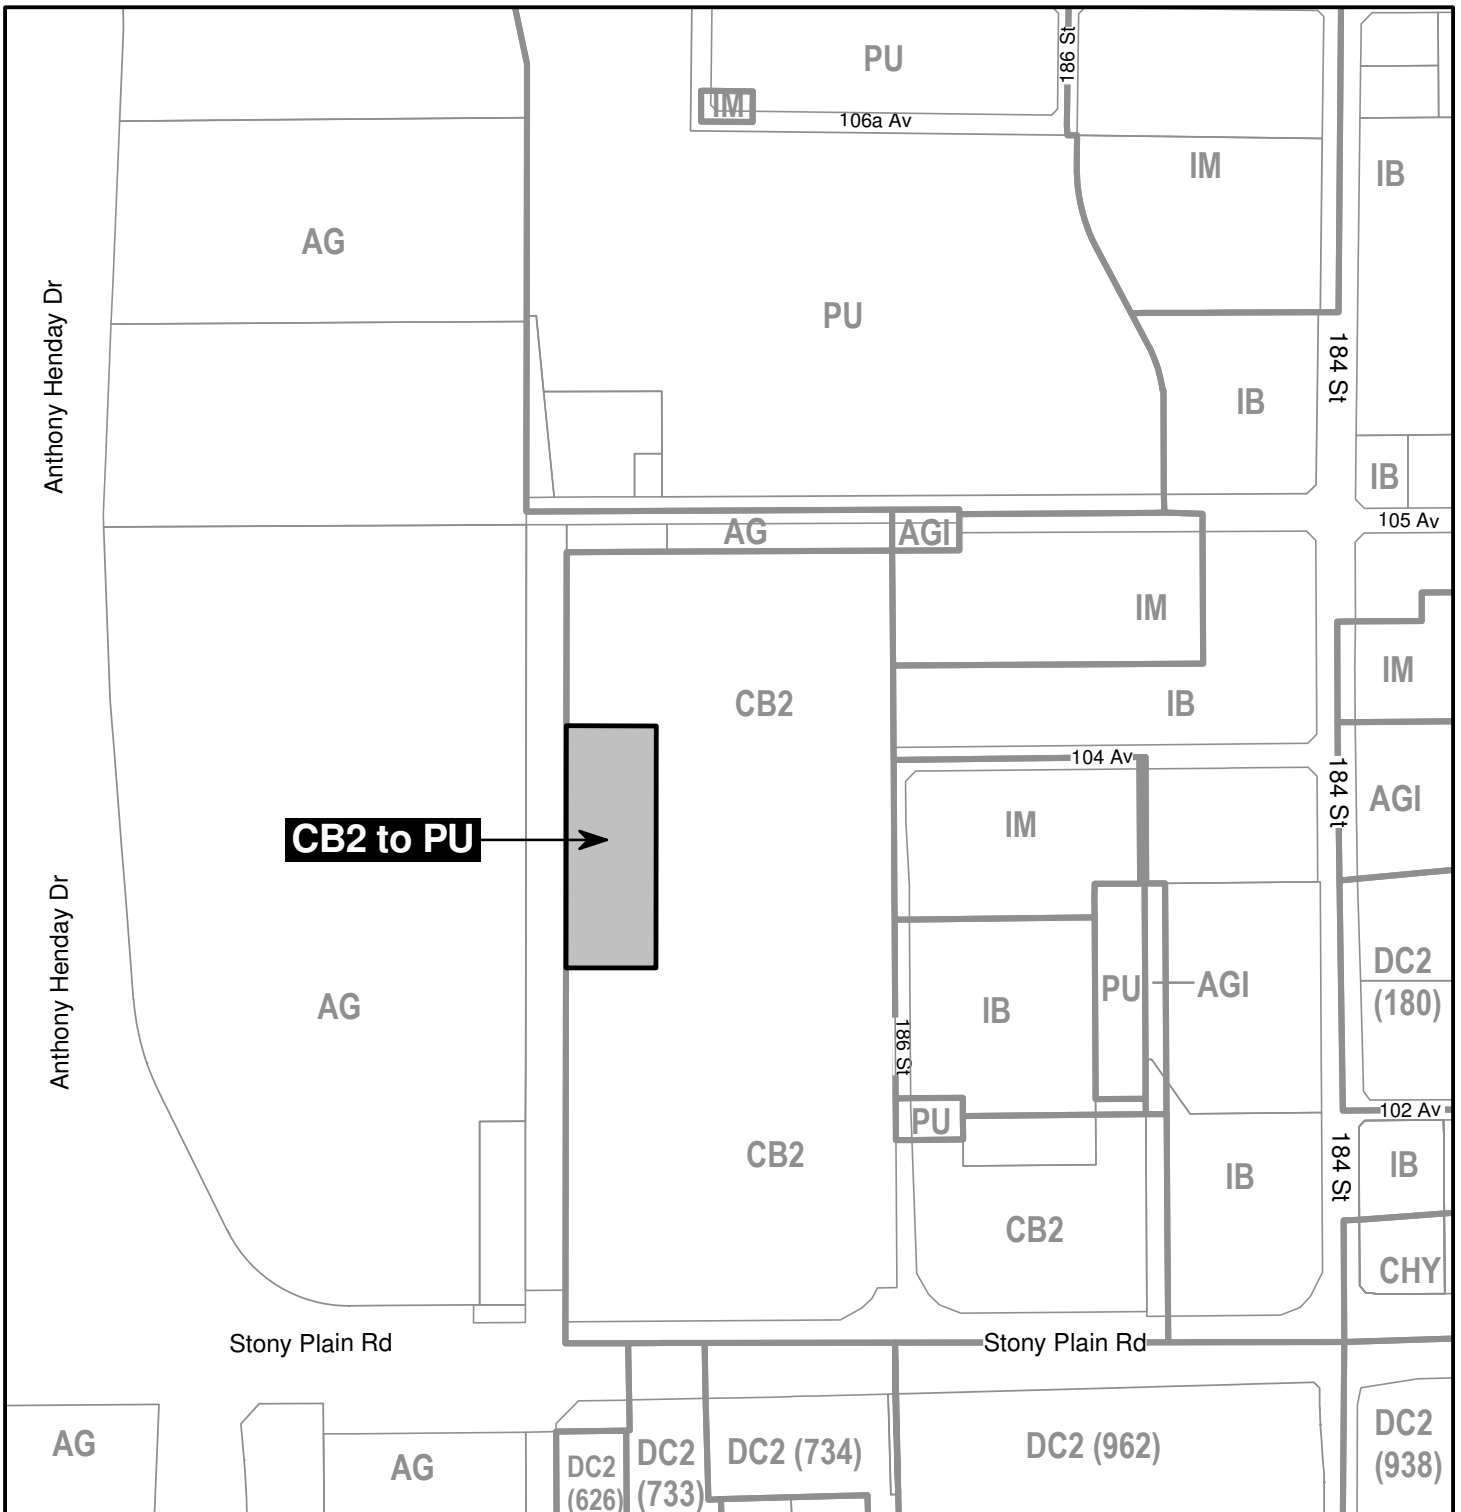 PU
186 St
IM
106a Av
IM
IB
AG
Anthony Henday Dr
PU
184 St
IB
IB
105 Av
AG
AGI
IM
IM
CB2
IB
104 Av
184 St
AGI
IM
CB2 to PU
Anthony Henday Dr
AG
PU
AGI
IB
DC2
(180)
186 St
PU
102 Av
CB2
184 St
IB
IB
CB2
CHY
Stony Plain Rd
Stony Plain Rd
AG
AG
DC2
(626)
DC2
(733)
DC2 (734)
DC2 (962)
DC2
(938)